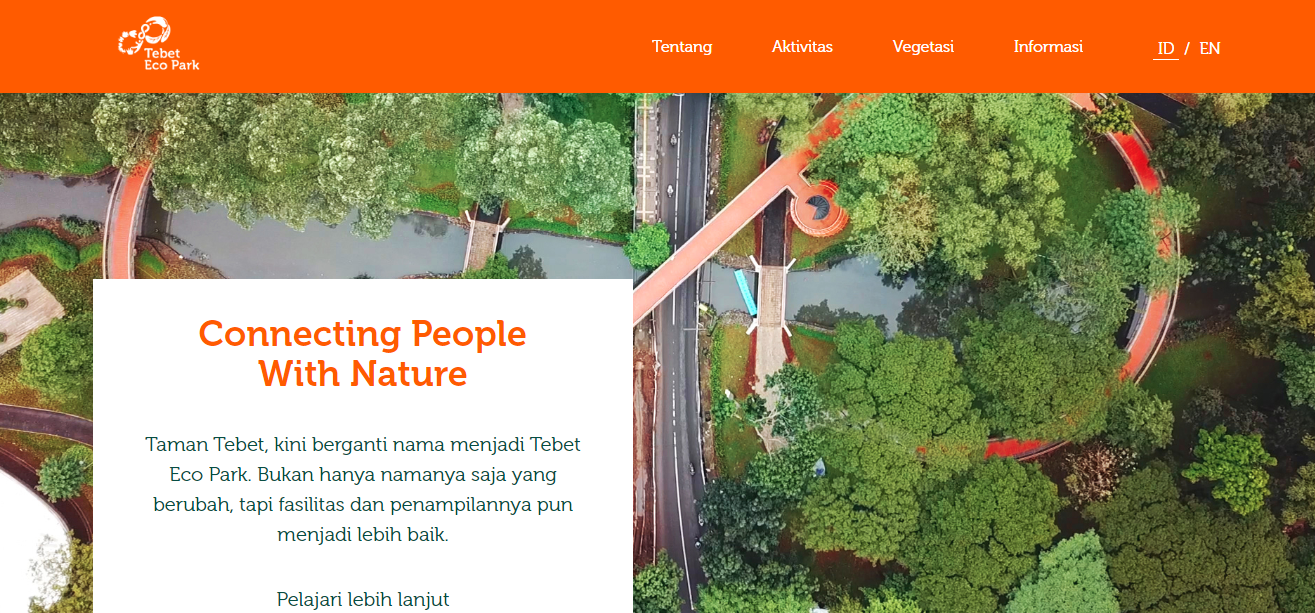 Tebet
Eco Park
Tentang Aktivitas Vegetasi Informasi ID / EN
Connecting People
With Nature
Taman Tebet, kini berganti nama menjadi Tebet
Eco Park. Bukan hanya namanya saja yang
berubah, tapi fasilitas dan penampilannya pun
menjadi lebih baik.
Pelajari lebih lanjut